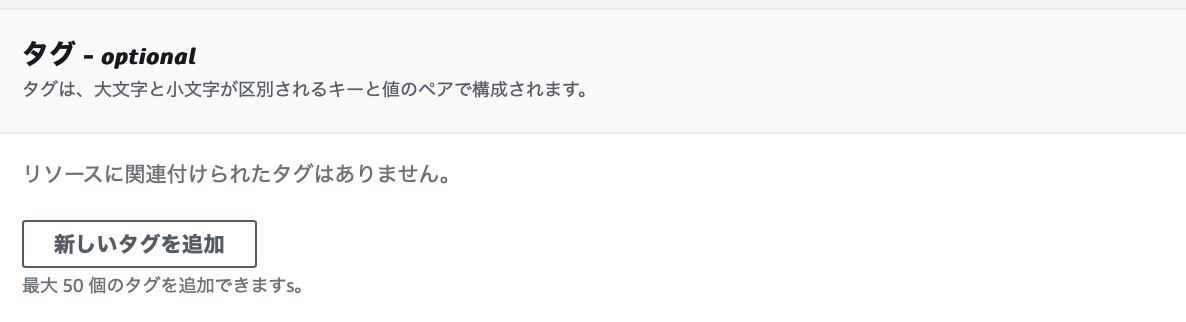 タグ - optional
タグは、大文字と小文字が区別されるキーと値のペアで構成されます。
リソースに関連付けられたタグはありません。
新しいタグを追加
最大 50 個のタグを追加できますs。